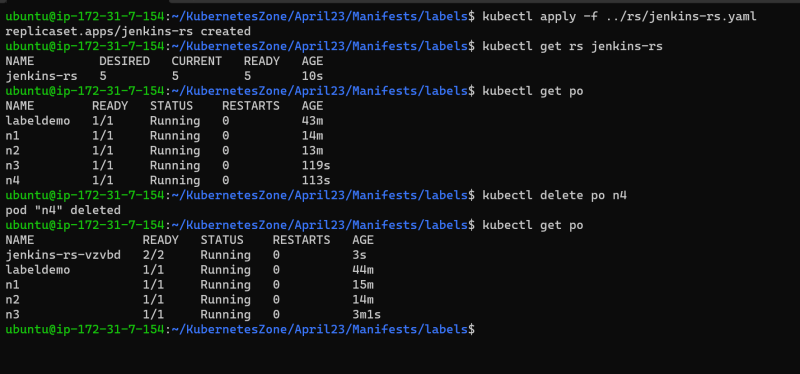 ubuntu@ip-172-31-7-154:~/KubernetesZone/April23/Manifests/labels$ kubectl apply -f ../rs/jenkins-rs.yaml
replicaset.apps/jenkins-rs created
ubuntu@ip-172-31-7-154:~/KubernetesZone/April23/Manifests/labels$ kubectl get rs jenkins-rs
NAME         DESIRED   CURRENT   READY   AGE
jenkins-rs   5         5         5       10s
ubuntu@ip-172-31-7-154:~/KubernetesZone/April23/Manifests/labels$ kubectl get po
NAME        READY   STATUS    RESTARTS   AGE
labeldemo   1/1     Running   0          43m
n1          1/1     Running   0          14m
n2          1/1     Running   0          13m
n3          1/1     Running   0          119s
n4          1/1     Running   0          113s
ubuntu@ip-172-31-7-154:~/KubernetesZone/April23/Manifests/labels$ kubectl delete po n4
pod "n4" deleted
ubuntu@ip-172-31-7-154:~/KubernetesZone/April23/Manifests/labels$ kubectl get po
NAME               READY   STATUS    RESTARTS   AGE
jenkins-rs-vzvbd   2/2     Running   0          3s
labeldemo          1/1     Running   0          44m
n1                 1/1     Running   0          15m
n2                 1/1     Running   0          14m
n3                 1/1     Running   0          3m1s
ubuntu@ip-172-31-7-154:~/KubernetesZone/April23/Manifests/labels$